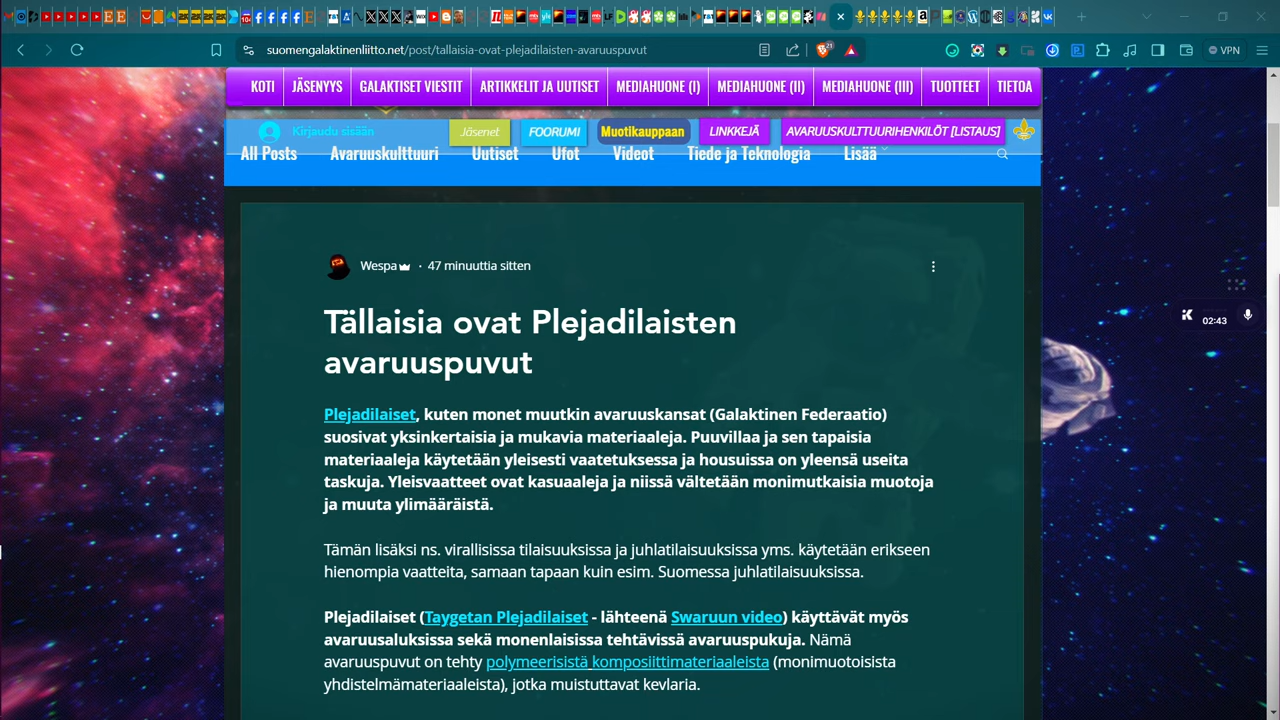 suomengalaktinenliitto.net/post/tallaisia-ovat-plejadilaisten-avaruuspuvut
21
VPN
KOTI JÄSENYYS GALAKTISET VIESTIT ARTIKKELIT JA UUTISET MEDIAHUONE (I) MEDIAHUONE (II) MEDIAHUONE (III) TUOTTEET TIETOA
Kirjaudu sisään Jäsenet FOORUMI Muotikauppaan LINKKEJÄ AVARUUSKULTTUURIHENKILÖT [LISTAUS]
All Posts Avaruuskulttuuri Uutiset Ufot Videot Tiede ja Teknologia Lisää
Wespa · 47 minuuttia sitten
02:43
Tällaisia ovat Plejadilaisten
avaruuspuvut
Plejadilaiset, kuten monet muutkin avaruuskansat (Galaktinen Federaatio)
suosivat yksinkertaisia ja mukavia materiaaleja. Puuvillaa ja sen tapaisia
materiaaleja käytetään yleisesti vaatetuksessa ja housuissa on yleensä useita
taskuja. Yleisvaatteet ovat kasuaaleja ja niissä vältetään monimutkaisia muotoja
ja muuta ylimääräistä.
Tämän lisäksi ns. virallisissa tilaisuuksissa ja juhlatilaisuuksissa yms. käytetään erikseen
hienompia vaatteita, samaan tapaan kuin esim. Suomessa juhlatilaisuuksissa.
Plejadilaiset (Taygetan Plejadilaiset - lähteenä Swaruun video) käyttävät myös
avaruusaluksissa sekä monenlaisissa tehtävissä avaruuspukuja. Nämä
avaruuspuvut on tehty polymeerisistä komposiittimateriaaleista (monimuotoisista
yhdistelmämateriaaleista), jotka muistuttavat kevlaria.